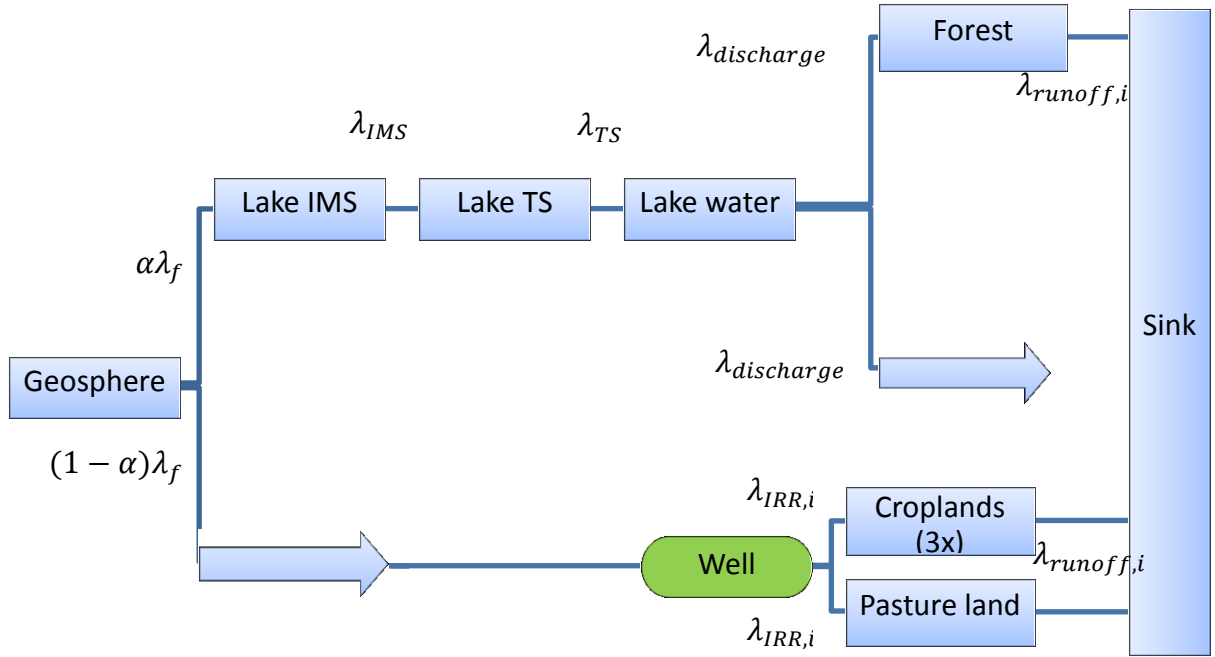 Forest
λ_discharge
λ_runoff,i
λ_IMS
λ_TS
Lake IMS
Lake TS
Lake water
αλ_f
Sink
Geosphere
λ_discharge
(1 − α)λ_f
λ_IRR,i
Croplands
(3x)
Well
λ_runoff,i
Pasture land
λ_IRR,i